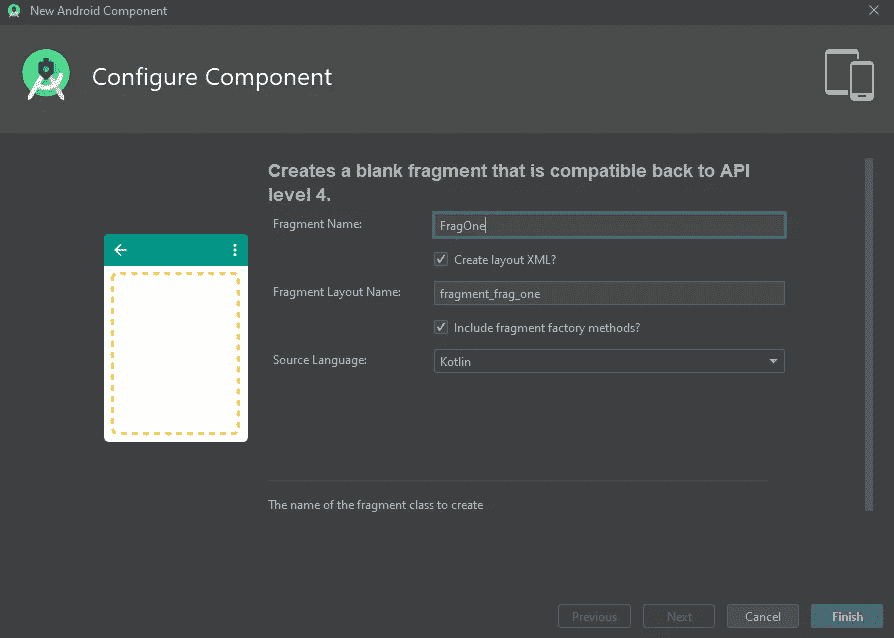 New Android Component
Configure Component
Creates a blank fragment that is compatible back to API
level 4.
Fragment Name:
FragOne
Create layout XML?
Fragment Layout Name:
fragment_frag_one
Include fragment factory methods?
Source Language:
Kotlin
The name of the fragment class to create
Previous
Next
Cancel
Finish